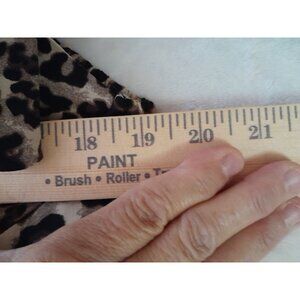 18 19 20 21
PAINT
• Brush • Roller •